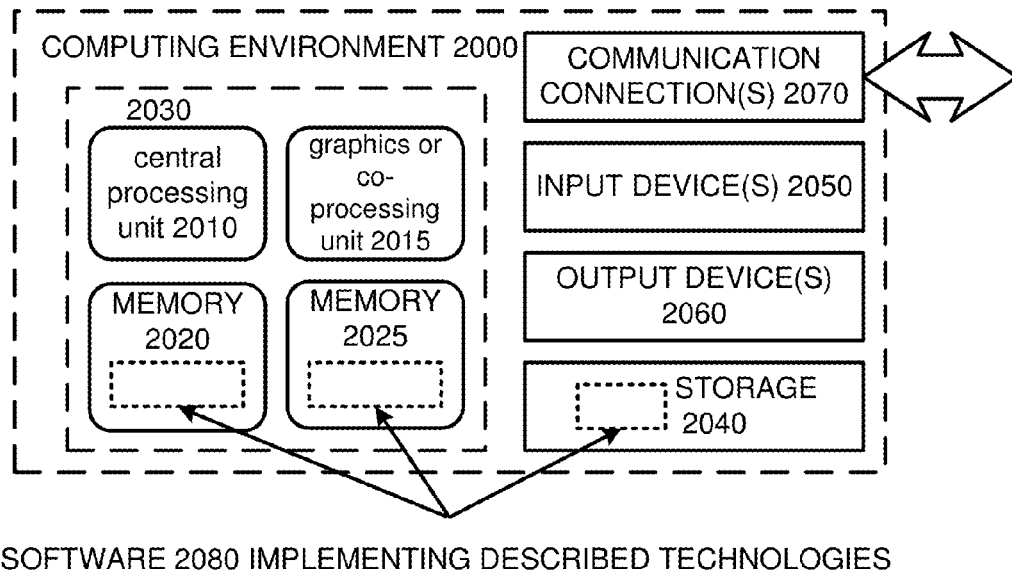 COMPUTING ENVIRONMENT 2000
2030
central
processing
unit 2010
graphics or
co-
processing
unit 2015
MEMORY
2020
MEMORY
2025
COMMUNICATION
CONNECTION(S) 2070
INPUT DEVICE(S) 2050
OUTPUT DEVICE(S)
2060
STORAGE
2040
SOFTWARE 2080 IMPLEMENTING DESCRIBED TECHNOLOGIES